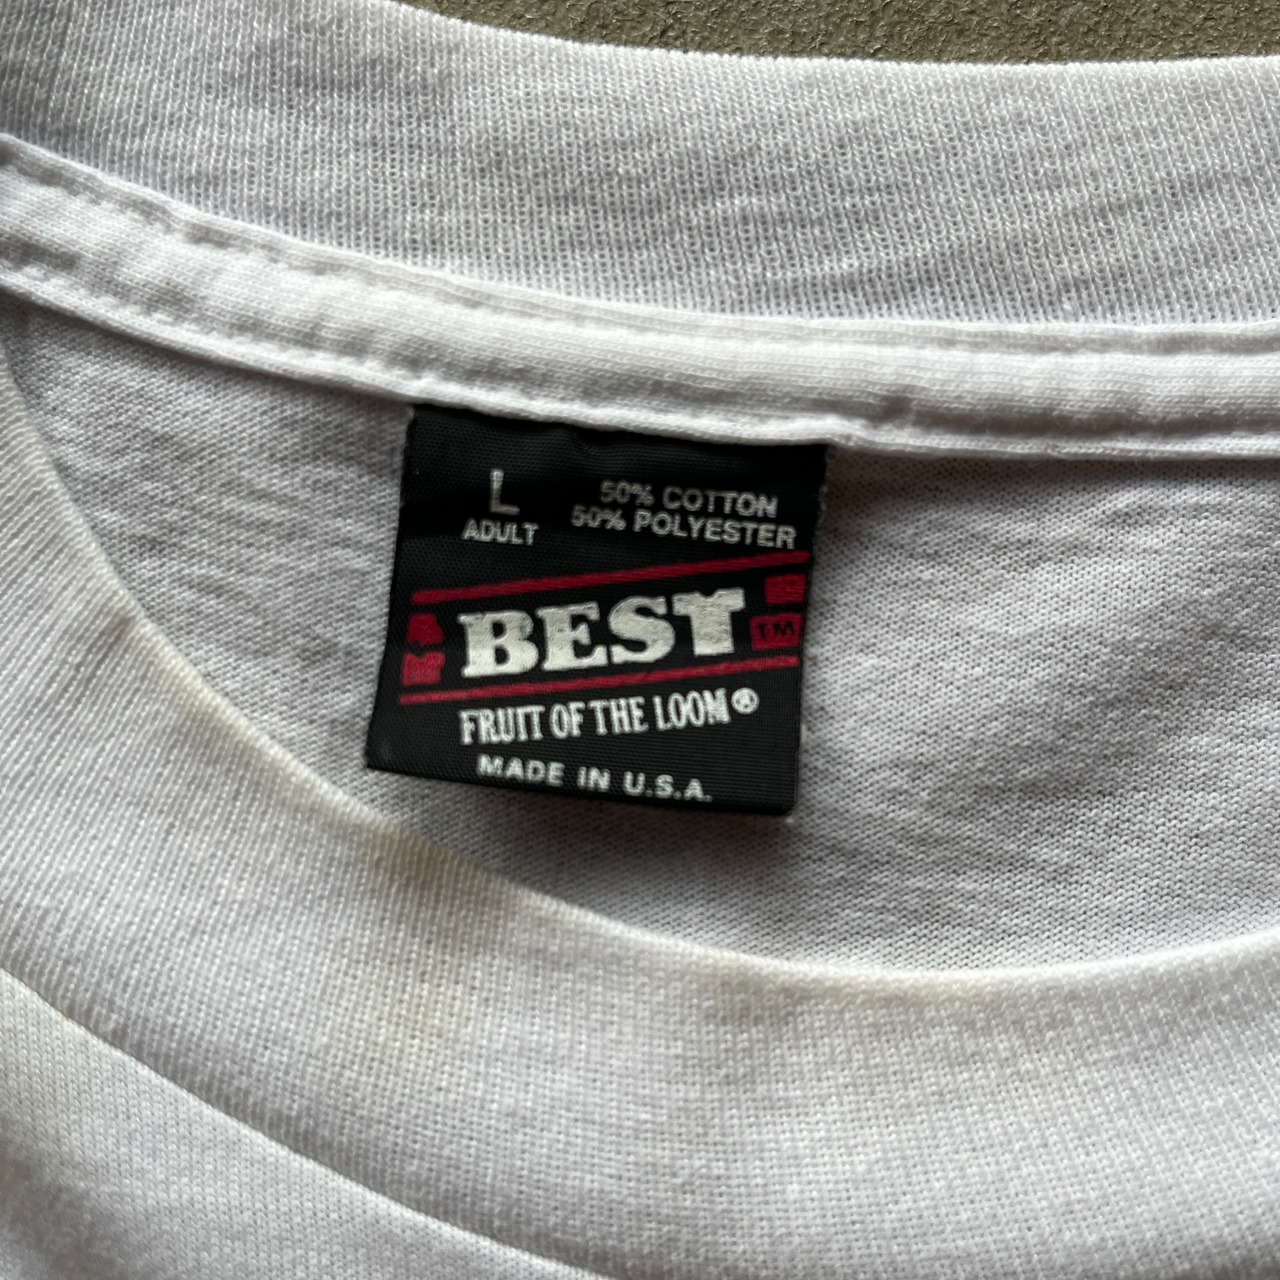 L
ADULT
50% COTTON
50% POLYESTER
BEST
TM
FRUIT OF THE LOOM®
MADE IN U.S.A.